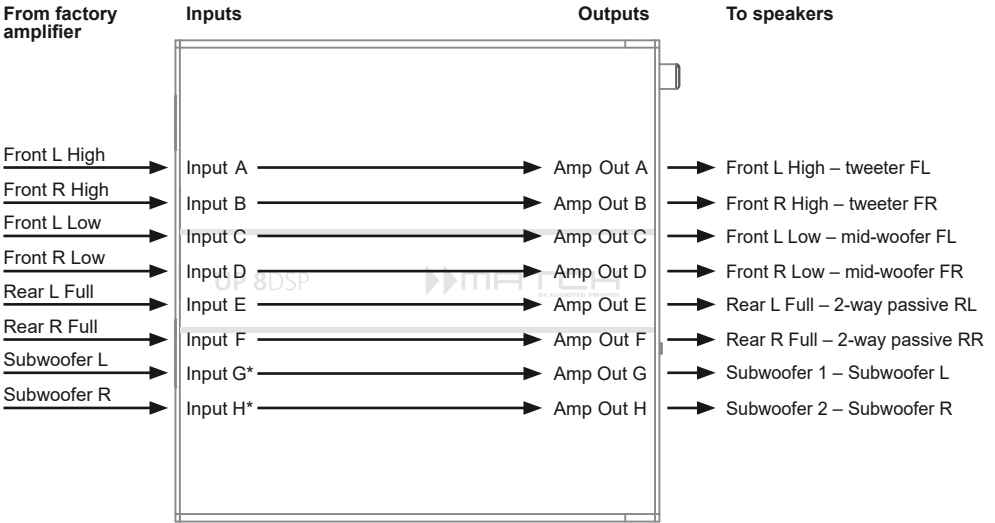 From factory amplifier
Inputs
Outputs
To speakers
Front L High
Input A
Amp Out A
Front L High – tweeter FL
Front R High
Input B
Amp Out B
Front R High – tweeter FR
Front L Low
Input C
Amp Out C
Front L Low – mid-woofer FL
Front R Low
Input D
Amp Out D
Front R Low – mid-woofer FR
UP 8DSP
MATCH
Rear L Full
Input E
Amp Out E
Rear L Full – 2-way passive RL
Rear R Full
Input F
Amp Out F
Rear R Full – 2-way passive RR
Subwoofer L
Input G*
Amp Out G
Subwoofer 1 – Subwoofer L
Subwoofer R
Input H*
Amp Out H
Subwoofer 2 – Subwoofer R